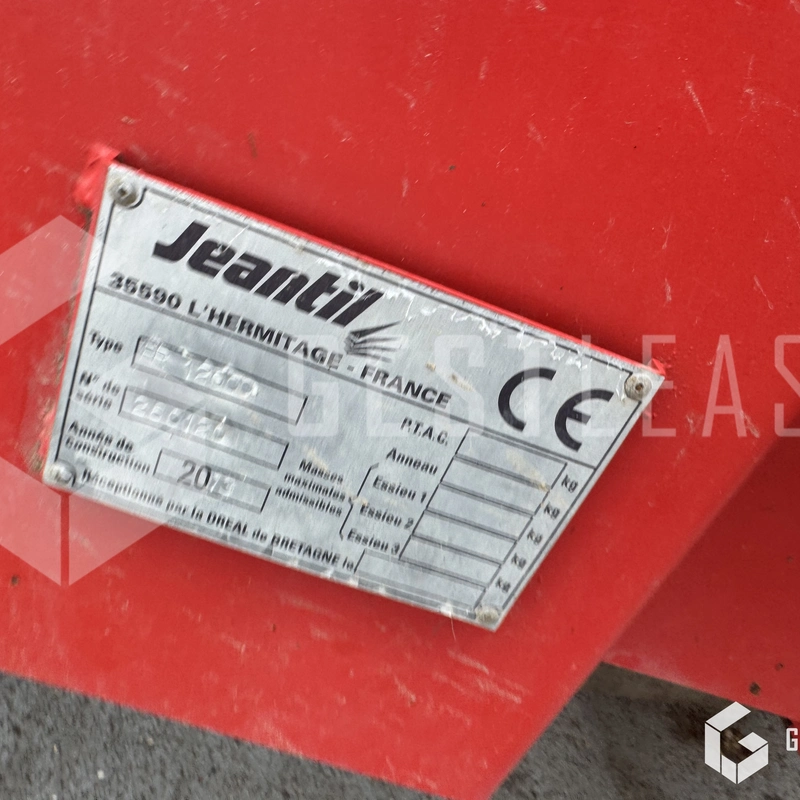 Jeantil
35590 L'HERMITAGE - FRANCE
CE
Type
N° de série
Année de construction
Masses maximales admissibles
P.T.A.C. kg
Anneau kg
Essieu 1 kg
Essieu 2 kg
Essieu 3 kg
Réceptionné par la DREAL de BRETAGNE le
GESTLEAS
G